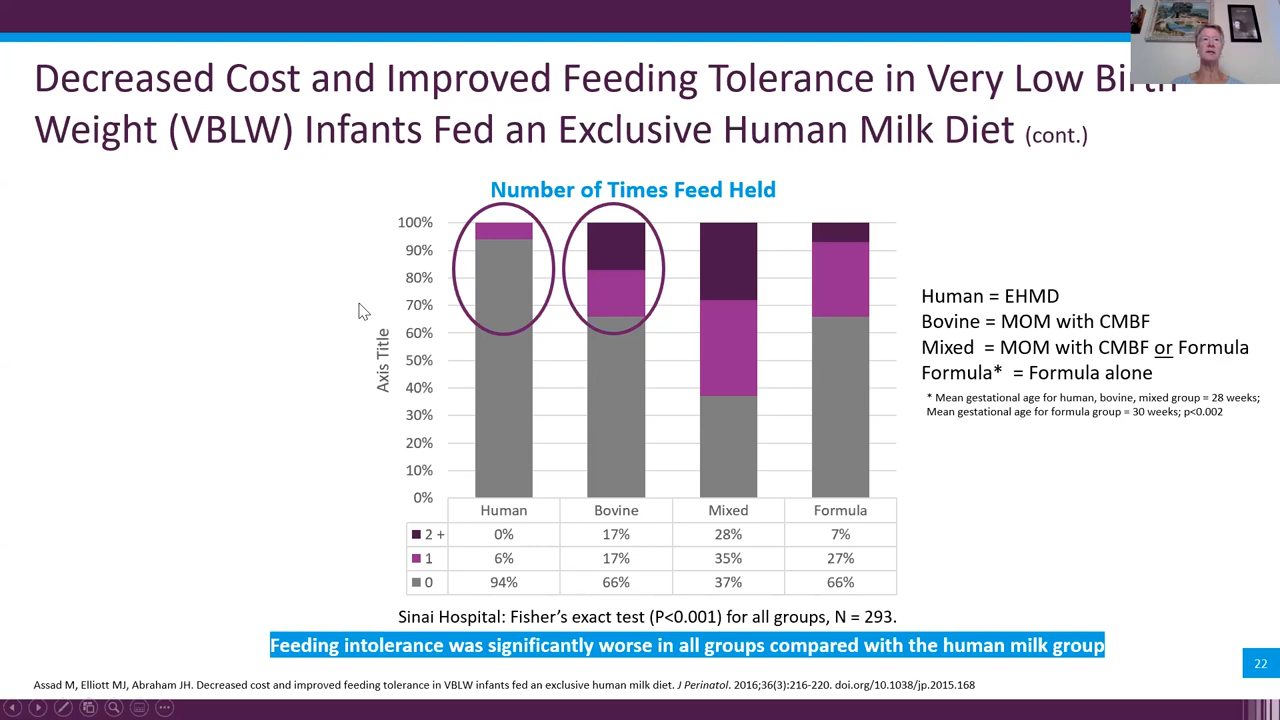 Decreased Cost and Improved Feeding Tolerance in Very Low Birth
Weight (VBLW) Infants Fed an Exclusive Human Milk Diet (cont.)
Number of Times Feed Held
100%
90%
80%
70%
60%
50%
40%
30%
20%
10%
0%
Axis Title
Human Bovine Mixed Formula
2 + 0% 17% 28% 7%
1 6% 17% 35% 27%
0 94% 66% 37% 66%
Human = EHMD
Bovine = MOM with CMBF
Mixed = MOM with CMBF or Formula
Formula* = Formula alone
* Mean gestational age for human, bovine, mixed group = 28 weeks;
Mean gestational age for formula group = 30 weeks; p<0.002
Sinai Hospital: Fisher's exact test (P<0.001) for all groups, N = 293.
Feeding intolerance was significantly worse in all groups compared with the human milk group
22
Assad M, Elliott MJ, Abraham JH. Decreased cost and improved feeding tolerance in VBLW infants fed an exclusive human milk diet. J Perinatol. 2016;36(3):216-220. doi.org/10.1038/jp.2015.168